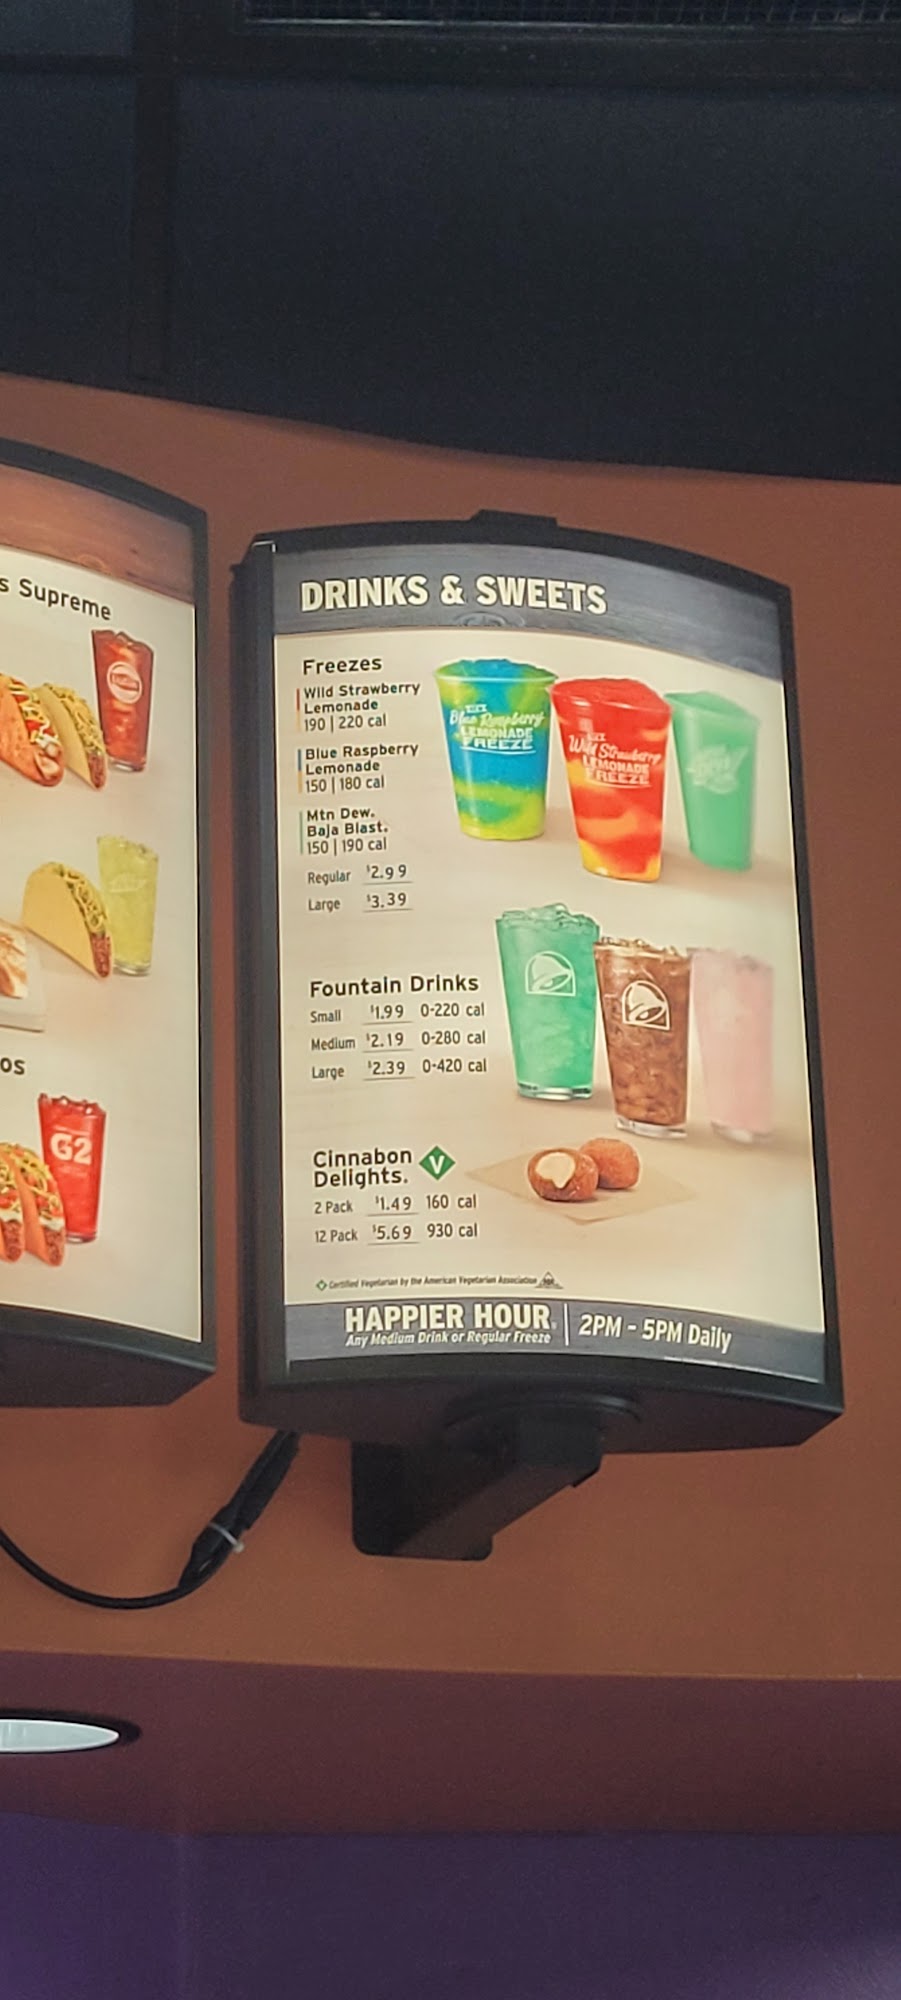 s Supreme
G2
os
DRINKS & SWEETS
Freezes
Wild Strawberry
Lemonade
190 | 220 cal
Blue Raspberry
Lemonade
150 | 180 cal
Mtn Dew.
Baja Blast.
150 | 190 cal
Regular $2.99
Large $3.39
Blue Raspberry
LEMONADE
FREEZE
Wild Strawberry
LEMONADE
FREEZE
Fountain Drinks
Small $1.99 0-220 cal
Medium $2.19 0-280 cal
Large $2.39 0-420 cal
Cinnabon
Delights.
V
2 Pack $1.49 160 cal
12 Pack $5.69 930 cal
V Certified Vegetarian by the American Vegetarian Association
HAPPIER HOUR
Any Medium Drink or Regular Freeze
2PM - 5PM Daily